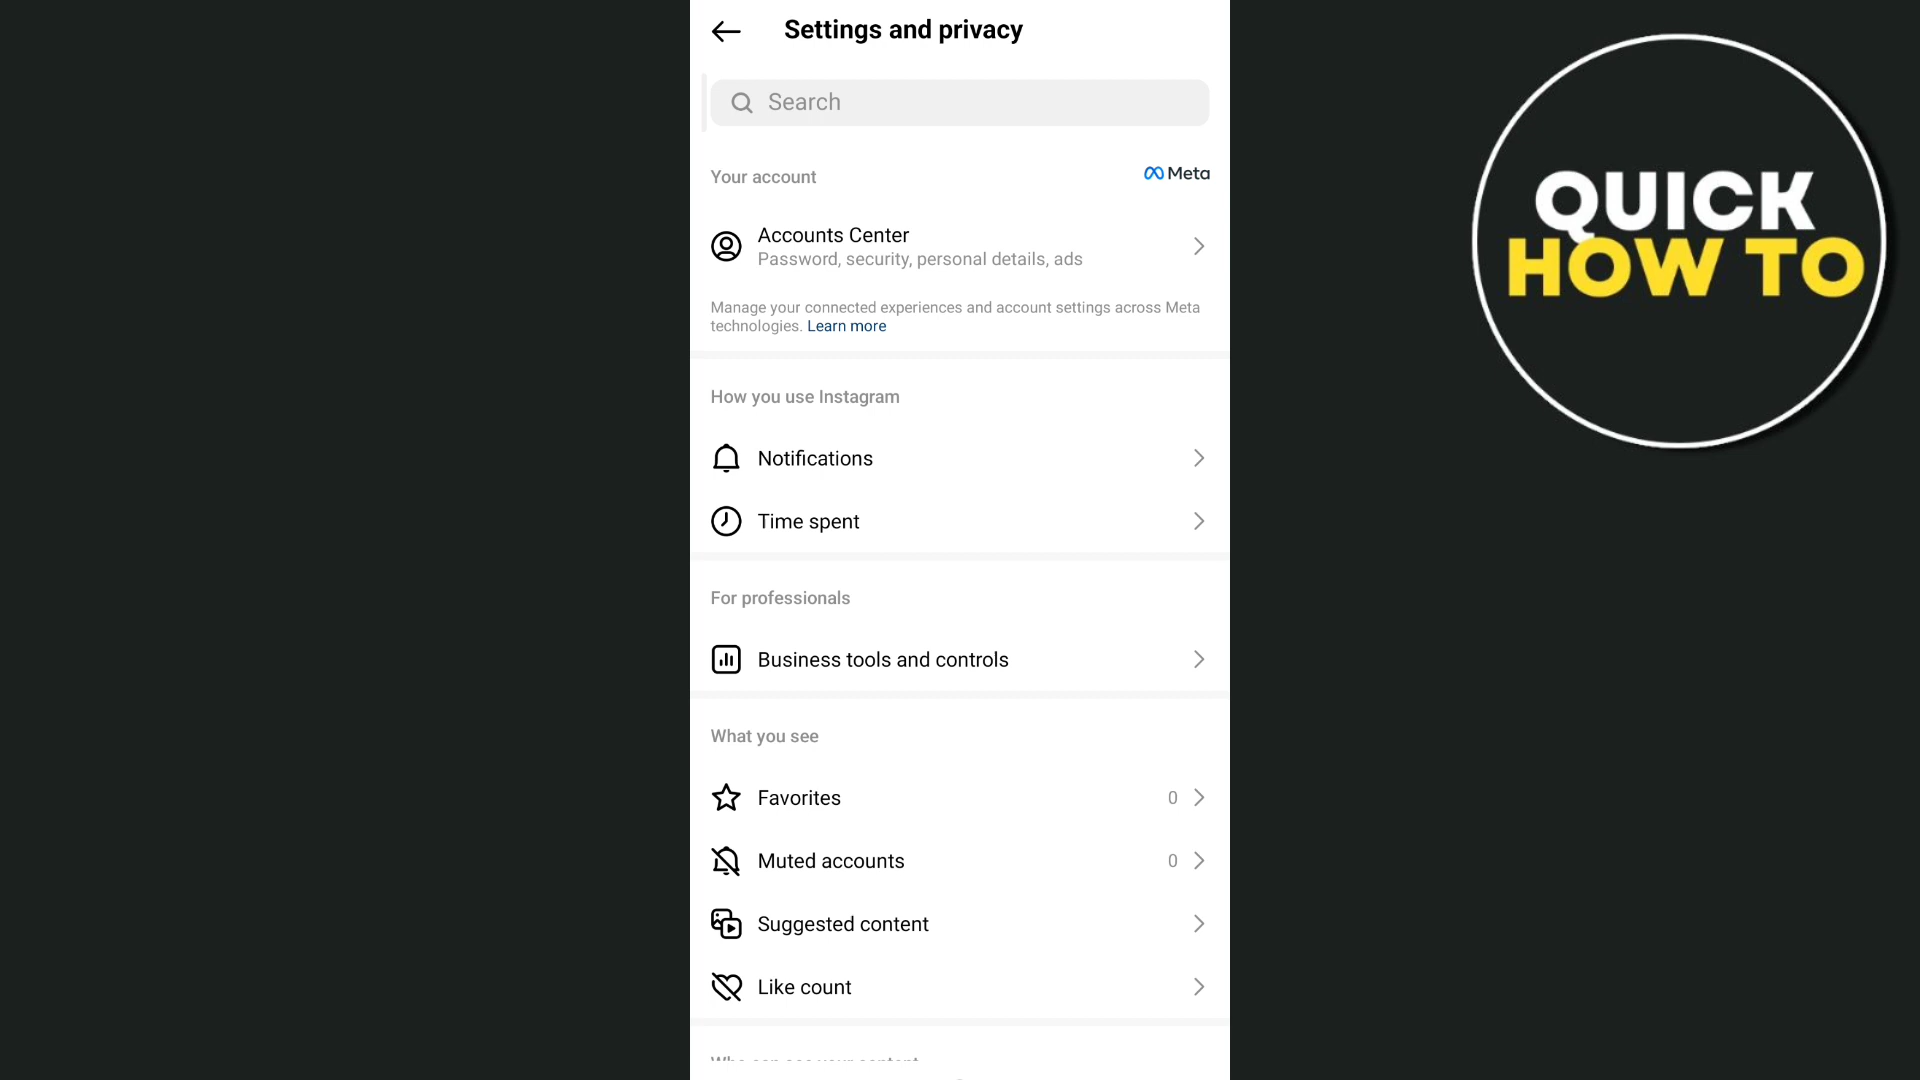 Settings and privacy
Search
Your account
Meta
Accounts Center
Password, security, personal details, ads
Manage your connected experiences and account settings across Meta
technologies. Learn more
How you use Instagram
Notifications
Time spent
For professionals
Business tools and controls
What you see
Favorites 0
Muted accounts 0
Suggested content
Like count
QUICK
HOW TO